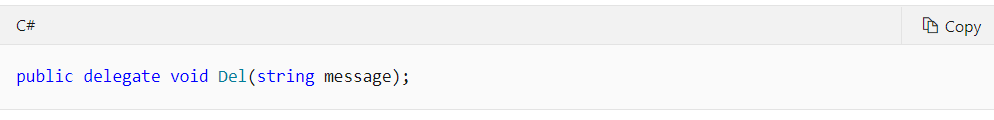 C#
Copy
public delegate void Del(string message);